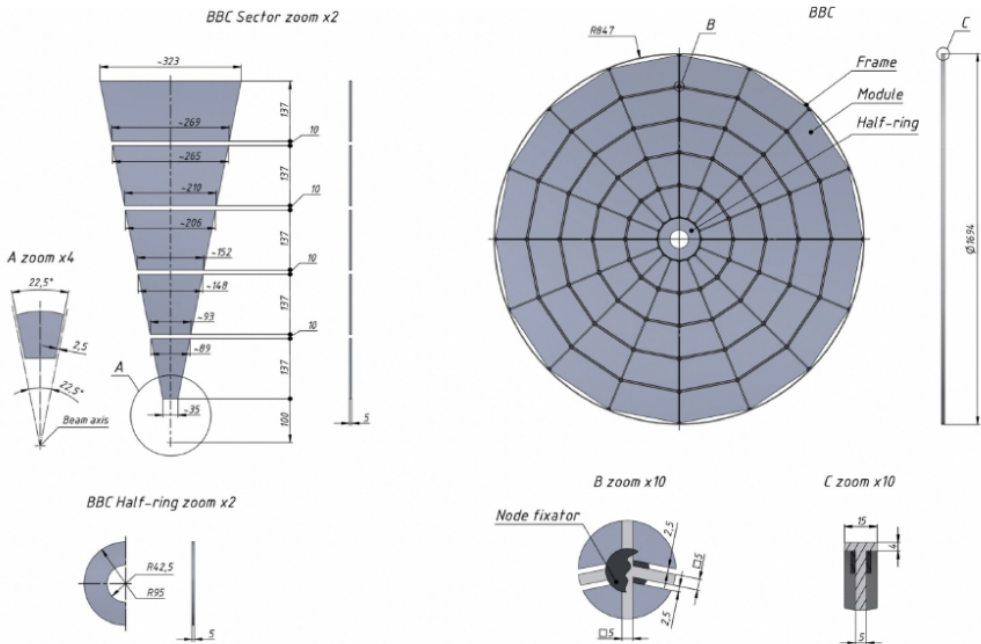 BBC Sector zoom x2
~323
137
~269
10
~265
137
~210
10
~206
137
~152
10
~148
137
~93
10
~89
137
~35
100
5
A
A zoom x4
22,5°
2,5
22,5°
Beam axis
BBC Half-ring zoom x2
R42,5
R95
5
BBC
R847
B
C
Frame
Module
Half-ring
Ø1694
B zoom x10
Node fixator
2,5
□5
2,5
□5
C zoom x10
15
4
5